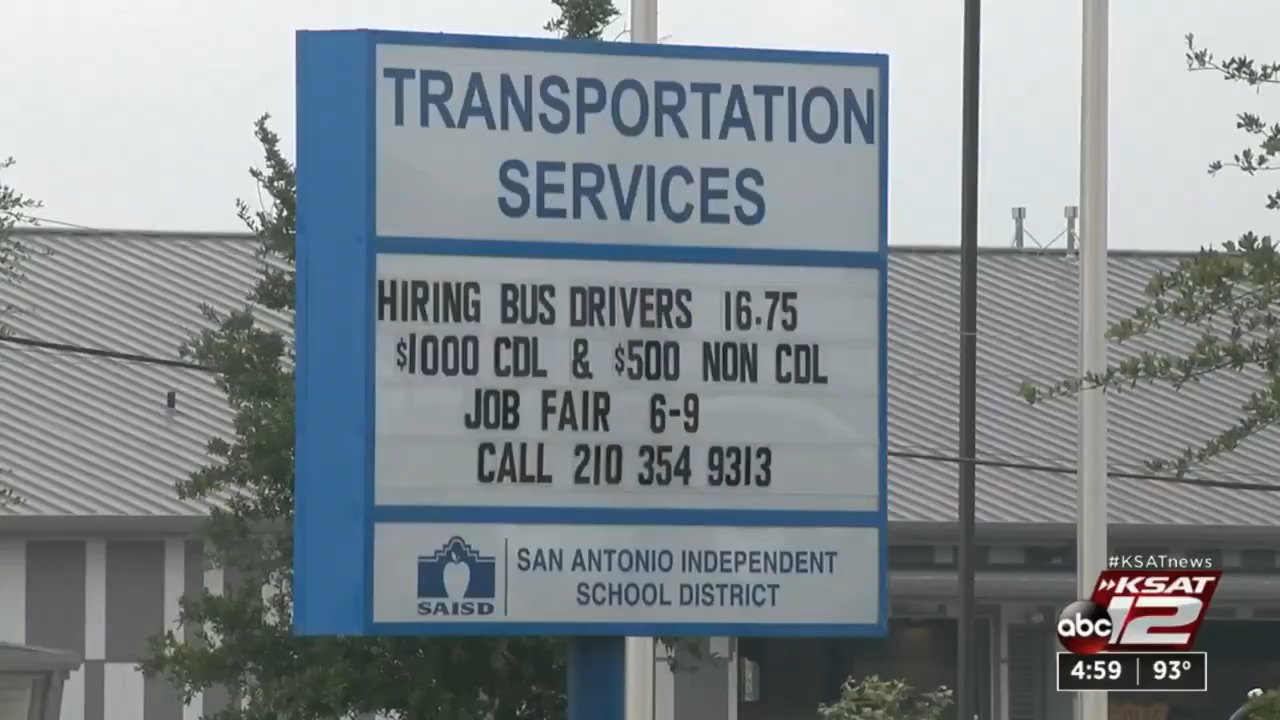 TRANSPORTATION
SERVICES
HIRING BUS DRIVERS 16.75
$1000 CDL & $500 NON CDL
JOB FAIR 6-9
CALL 210 354 9313
SAISD
SAN ANTONIO INDEPENDENT
SCHOOL DISTRICT
#KSATnews
KSAT
abc 12
4:59 93°